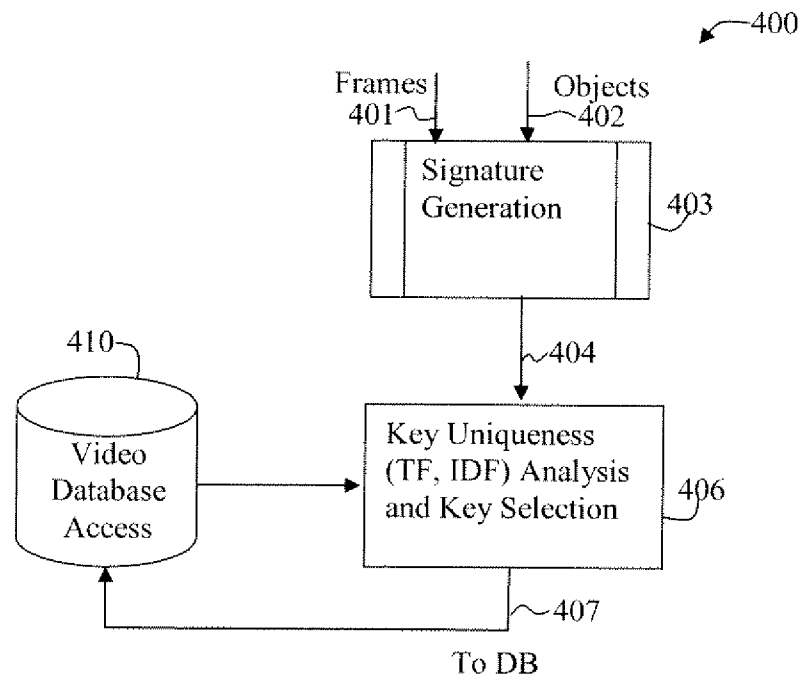 400
Frames
401
Objects
402
Signature
Generation
403
404
410
Video
Database
Access
Key Uniqueness
(TF, IDF) Analysis
and Key Selection
406
407
To DB